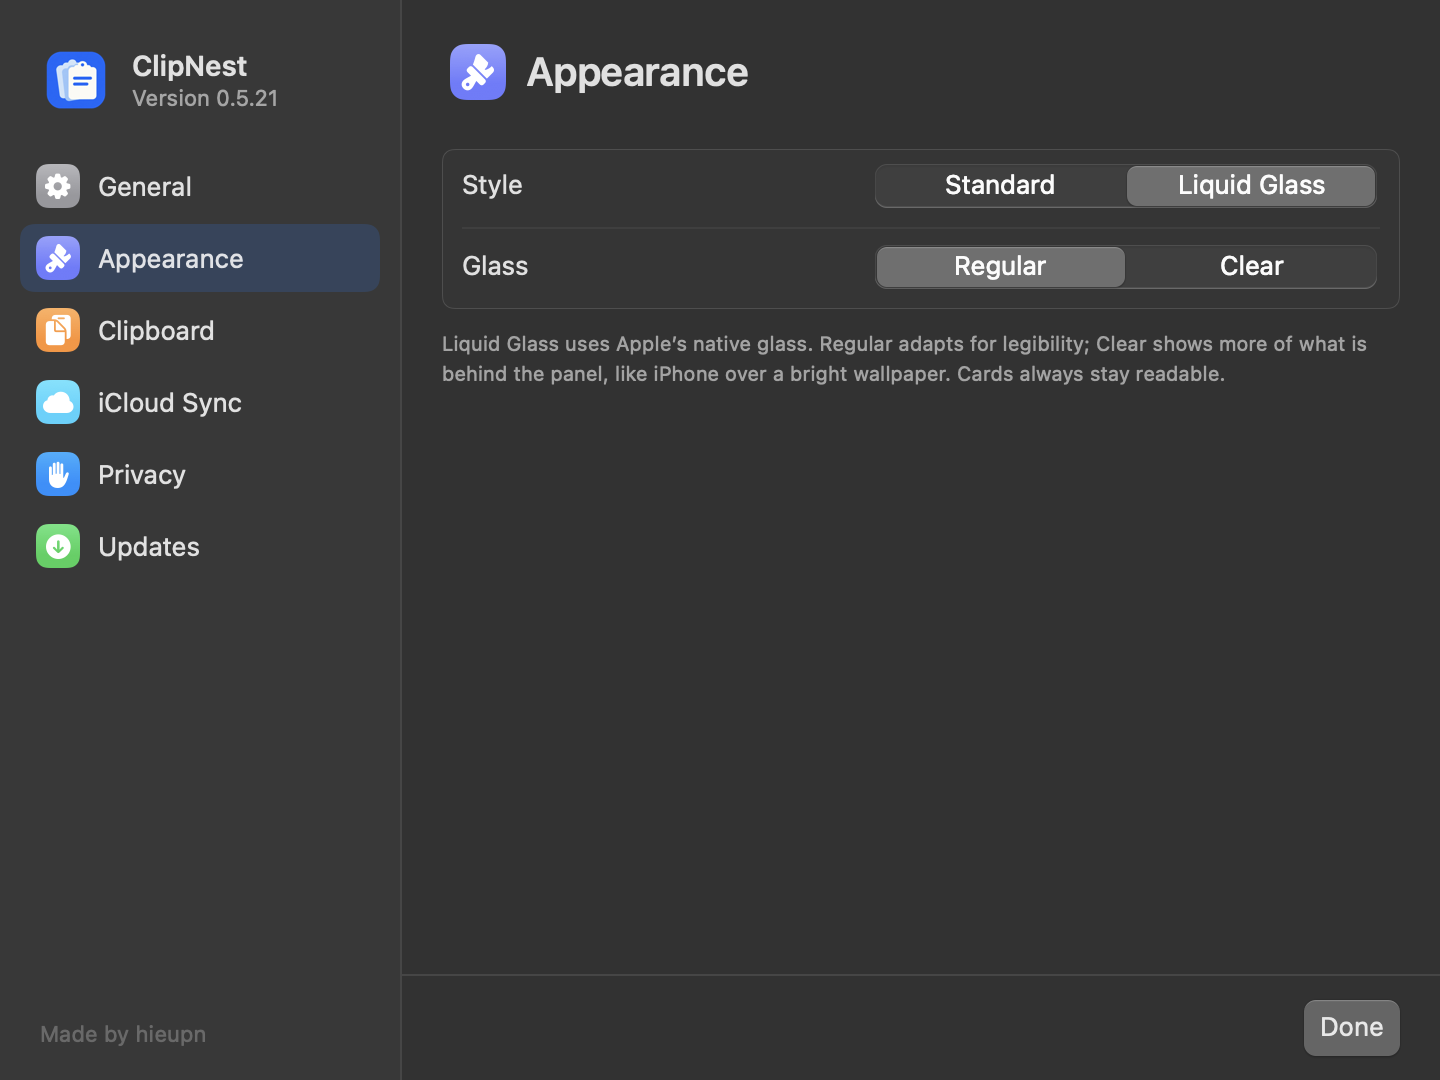 ClipNest
Version 0.5.21
General
Appearance
Clipboard
iCloud Sync
Privacy
Updates
Made by hieupn
Appearance
Style
Standard
Liquid Glass
Glass
Regular
Clear
Liquid Glass uses Apple’s native glass. Regular adapts for legibility; Clear shows more of what is
behind the panel, like iPhone over a bright wallpaper. Cards always stay readable.
Done